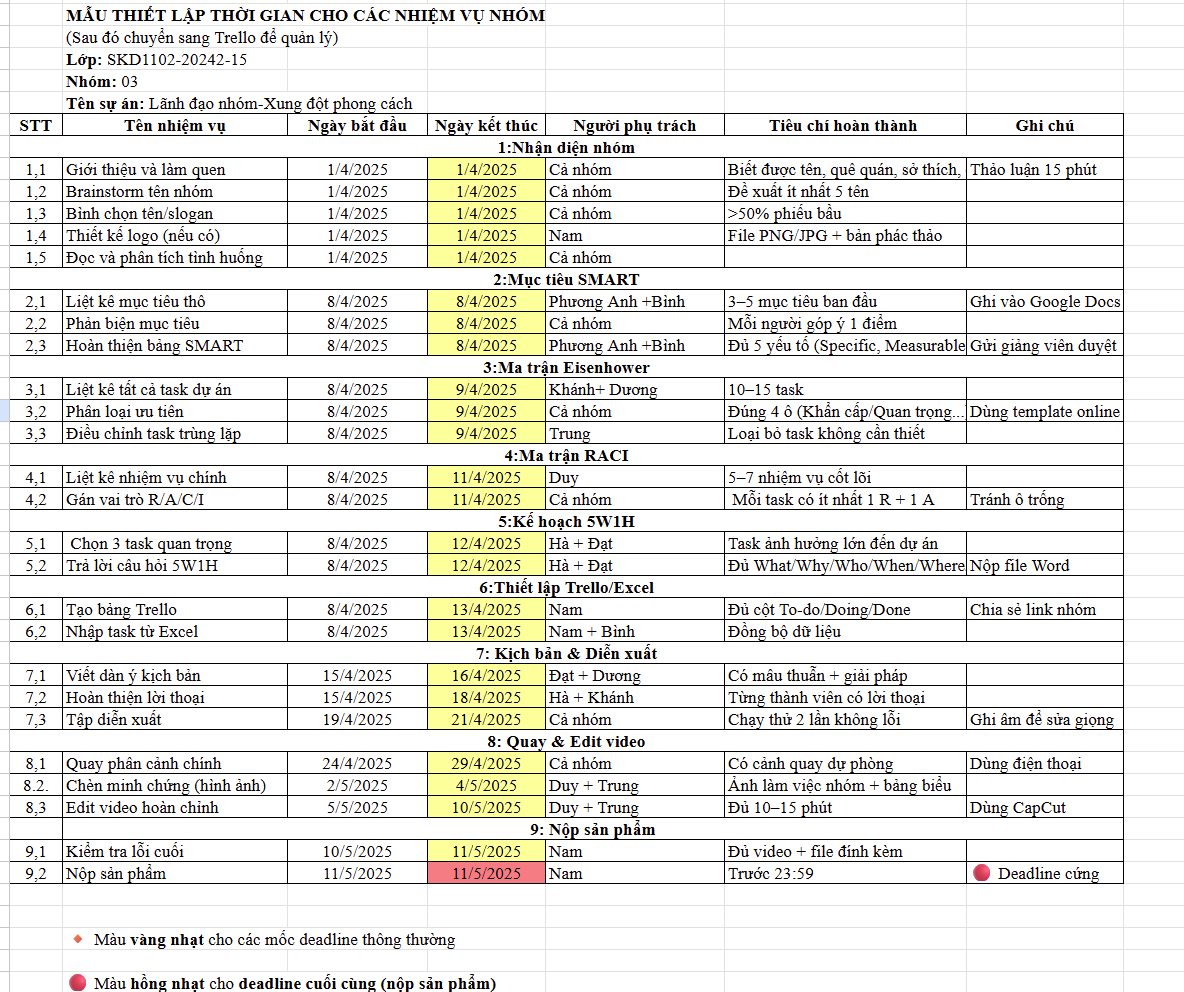 MẪU THIẾT LẬP THỜI GIAN CHO CÁC NHIỆM VỤ NHÓM
(Sau đó chuyển sang Trello để quản lý)
Lớp: SKD1102-20242-15
Nhóm: 03
Tên sự án: Lãnh đạo nhóm-Xung đột phong cách
STT Tên nhiệm vụ Ngày bắt đầu Ngày kết thúc Người phụ trách Tiêu chí hoàn thành Ghi chú
1:Nhận diện nhóm
1,1 Giới thiệu và làm quen 1/4/2025 1/4/2025 Cả nhóm Biết được tên, quê quán, sở thích, Thảo luận 15 phút
1,2 Brainstorm tên nhóm 1/4/2025 1/4/2025 Cả nhóm Đề xuất ít nhất 5 tên
1,3 Bình chọn tên/slogan 1/4/2025 1/4/2025 Cả nhóm >50% phiếu bầu
1,4 Thiết kế logo (nếu có) 1/4/2025 1/4/2025 Nam File PNG/JPG + bản phác thảo
1,5 Đọc và phân tích tình huống 1/4/2025 1/4/2025 Cả nhóm
2:Mục tiêu SMART
2,1 Liệt kê mục tiêu thô 8/4/2025 8/4/2025 Phương Anh +Bình 3–5 mục tiêu ban đầu Ghi vào Google Docs
2,2 Phản biện mục tiêu 8/4/2025 8/4/2025 Cả nhóm Mỗi người góp ý 1 điểm
2,3 Hoàn thiện bảng SMART 8/4/2025 8/4/2025 Phương Anh +Bình Đủ 5 yếu tố (Specific, Measurable Gửi giảng viên duyệt
3:Ma trận Eisenhower
3,1 Liệt kê tất cả task dự án 8/4/2025 9/4/2025 Khánh+ Dương 10–15 task
3,2 Phân loại ưu tiên 8/4/2025 9/4/2025 Cả nhóm Đúng 4 ô (Khẩn cấp/Quan trọng... Dùng template online
3,3 Điều chỉnh task trùng lặp 8/4/2025 9/4/2025 Trung Loại bỏ task không cần thiết
4:Ma trận RACI
4,1 Liệt kê nhiệm vụ chính 8/4/2025 11/4/2025 Duy 5–7 nhiệm vụ cốt lõi
4,2 Gán vai trò R/A/C/I 8/4/2025 11/4/2025 Cả nhóm Mỗi task có ít nhất 1 R + 1 A Tránh ô trống
5:Kế hoạch 5W1H
5,1 Chọn 3 task quan trọng 8/4/2025 12/4/2025 Hà + Đạt Task ảnh hưởng lớn đến dự án
5,2 Trả lời câu hỏi 5W1H 8/4/2025 12/4/2025 Hà + Đạt Đủ What/Why/Who/When/Where Nộp file Word
6:Thiết lập Trello/Excel
6,1 Tạo bảng Trello 8/4/2025 13/4/2025 Nam Đủ cột To-do/Doing/Done Chia sẻ link nhóm
6,2 Nhập task từ Excel 8/4/2025 13/4/2025 Nam + Bình Đồng bộ dữ liệu
7: Kịch bản & Diễn xuất
7,1 Viết dàn ý kịch bản 15/4/2025 16/4/2025 Đạt + Dương Có mâu thuẫn + giải pháp
7,2 Hoàn thiện lời thoại 15/4/2025 18/4/2025 Hà + Khánh Từng thành viên có lời thoại
7,3 Tập diễn xuất 19/4/2025 21/4/2025 Cả nhóm Chạy thử 2 lần không lỗi Ghi âm để sửa giọng
8: Quay & Edit video
8,1 Quay phân cảnh chính 24/4/2025 29/4/2025 Cả nhóm Có cảnh quay dự phòng Dùng điện thoại
8.2. Chèn minh chứng (hình ảnh) 2/5/2025 4/5/2025 Duy + Trung Ảnh làm việc nhóm + bảng biểu
8,3 Edit video hoàn chỉnh 5/5/2025 10/5/2025 Duy + Trung Đủ 10–15 phút Dùng CapCut
9: Nộp sản phẩm
9,1 Kiểm tra lỗi cuối 10/5/2025 11/5/2025 Nam Đủ video + file đính kèm
9,2 Nộp sản phẩm 11/5/2025 11/5/2025 Nam Trước 23:59 Deadline cứng
Màu vàng nhạt cho các mốc deadline thông thường
Màu hồng nhạt cho deadline cuối cùng (nộp sản phẩm)